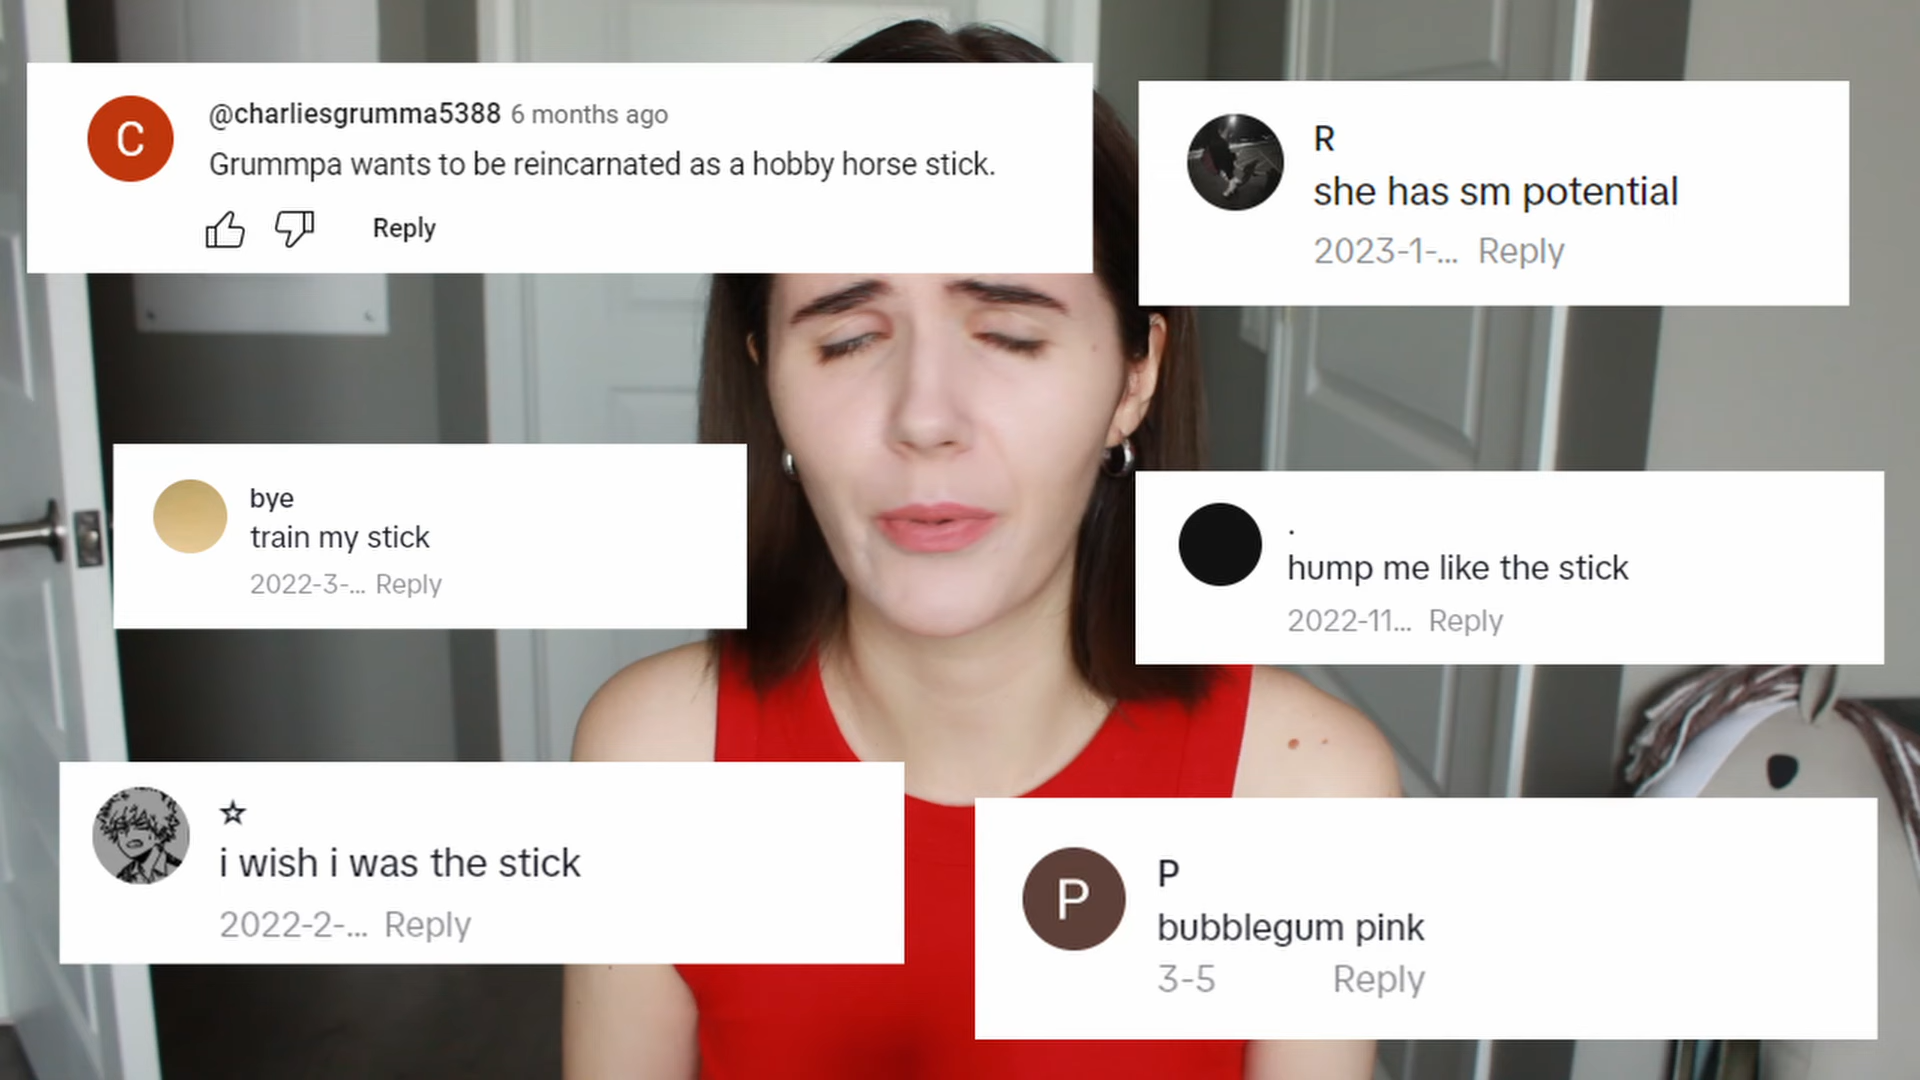 C
@charliesgrumma5388 6 months ago
Grummpa wants to be reincarnated as a hobby horse stick.
Reply
R
she has sm potential
2023-1-... Reply
bye
train my stick
2022-3-... Reply
.
hump me like the stick
2022-11... Reply
☆
i wish i was the stick
2022-2-... Reply
P
P
bubblegum pink
3-5 Reply